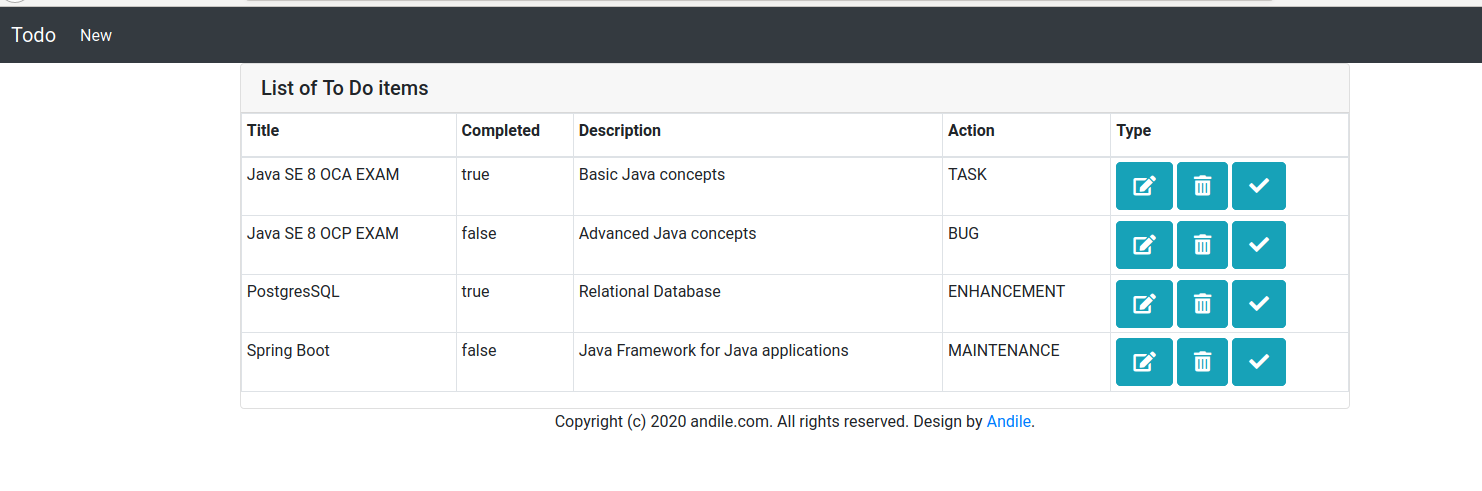 Todo New
List of To Do items
Title Completed Description Action Type
Java SE 8 OCA EXAM true Basic Java concepts TASK
Java SE 8 OCP EXAM false Advanced Java concepts BUG
PostgresSQL true Relational Database ENHANCEMENT
Spring Boot false Java Framework for Java applications MAINTENANCE
Copyright (c) 2020 andile.com. All rights reserved. Design by Andile.